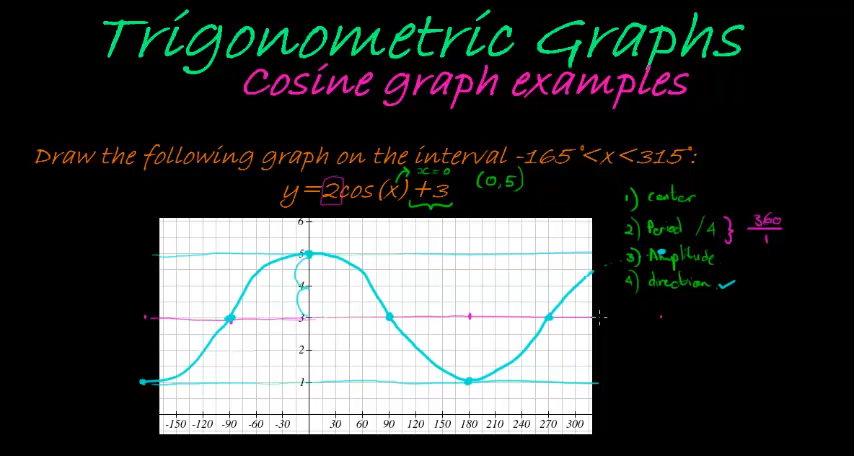 Trigonometric Graphs
Cosine graph examples
Draw the following graph on the interval -165°<x<315°:
x=0
y=2cos(x)+3 (0,5)
1) center
2) Period /4 } 360/1
3) Amplitude
4) direction
6
5
4
3
2
1
-150 -120 -90 -60 -30 30 60 90 120 150 180 210 240 270 300